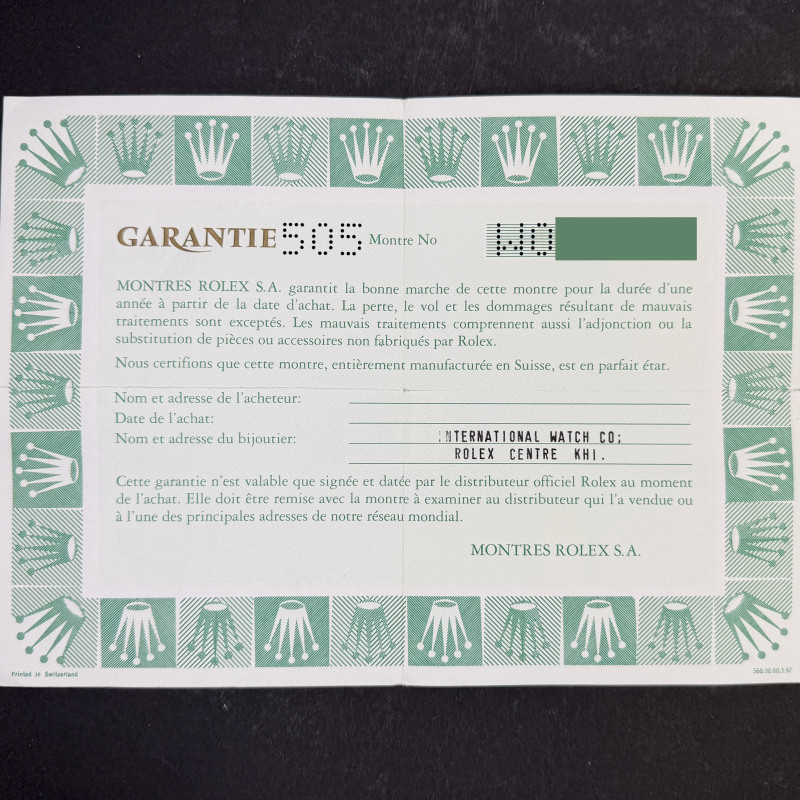 GARANTIE 505 Montre No W0
MONTRES ROLEX S.A. garantit la bonne marche de cette montre pour la durée d'une
année à partir de la date d'achat. La perte, le vol et les dommages résultant de mauvais
traitements sont exceptés. Les mauvais traitements comprennent aussi l'adjonction ou la
substitution de pièces ou accessoires non fabriqués par Rolex.
Nous certifions que cette montre, entièrement manufacturée en Suisse, est en parfait état.
Nom et adresse de l'acheteur:
Date de l'achat:
Nom et adresse du bijoutier: INTERNATIONAL WATCH CO;
ROLEX CENTRE KHI.
Cette garantie n'est valable que signée et datée par le distributeur officiel Rolex au moment
de l'achat. Elle doit être remise avec la montre à examiner au distributeur qui l'a vendue ou
à l'une des principales adresses de notre réseau mondial.
MONTRES ROLEX S.A.
Printed in Switzerland
568.00.60.3.97